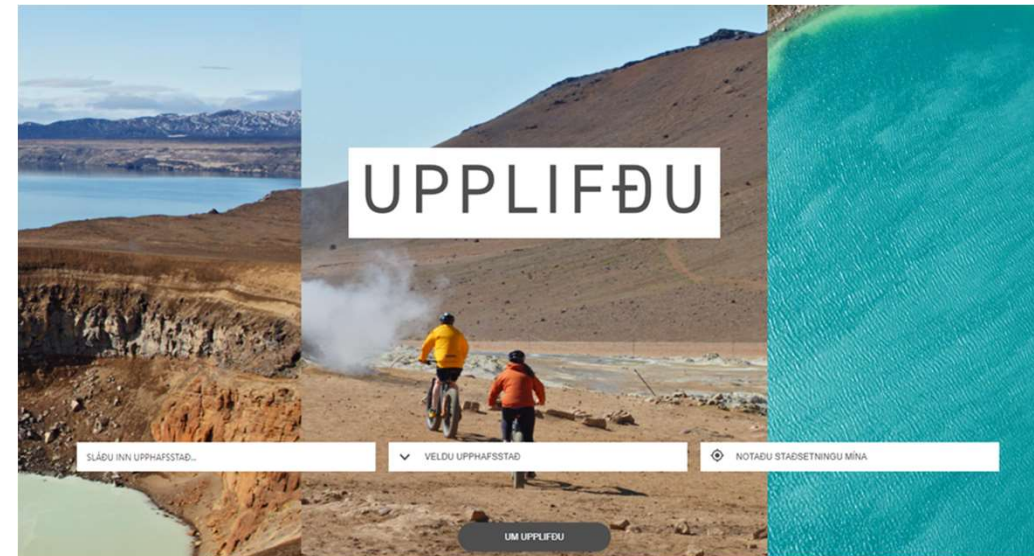 UPPLIFÐU
SLÁÐU INN UPPHAFSSTAÐ...
VELDU UPPHAFSSTAÐ
NOTAÐU STAÐSETNINGU MÍNA
UM UPPLIFÐU